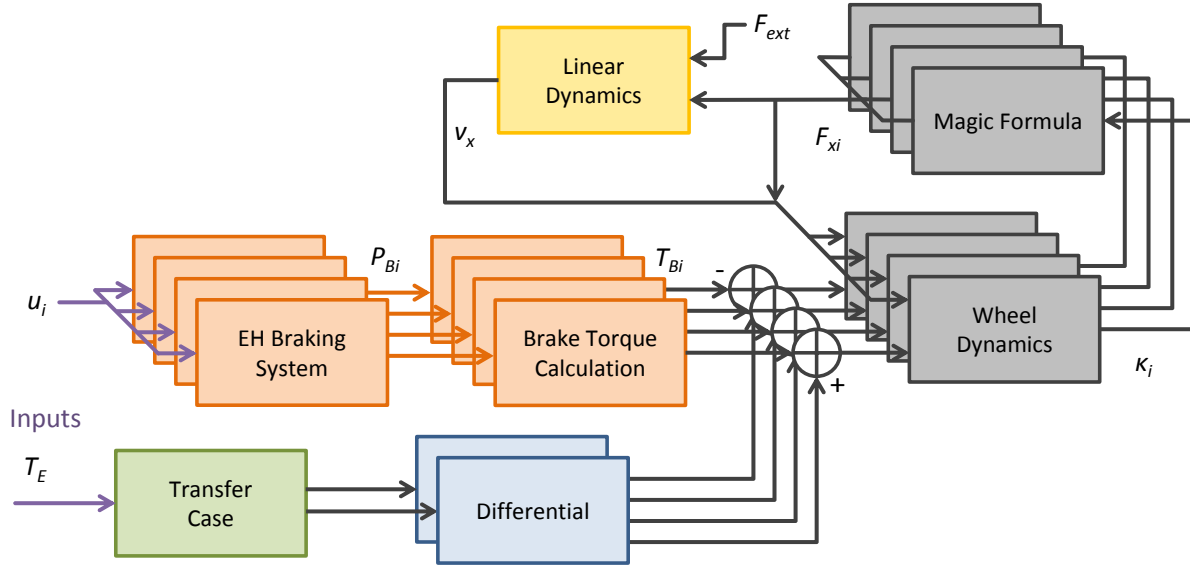 F_ext
Linear
Dynamics
Magic Formula
v_x
F_xi
P_Bi
T_Bi
-
u_i
EH Braking
System
Brake Torque
Calculation
Wheel
Dynamics
+
κ_i
Inputs
T_E
Transfer
Case
Differential